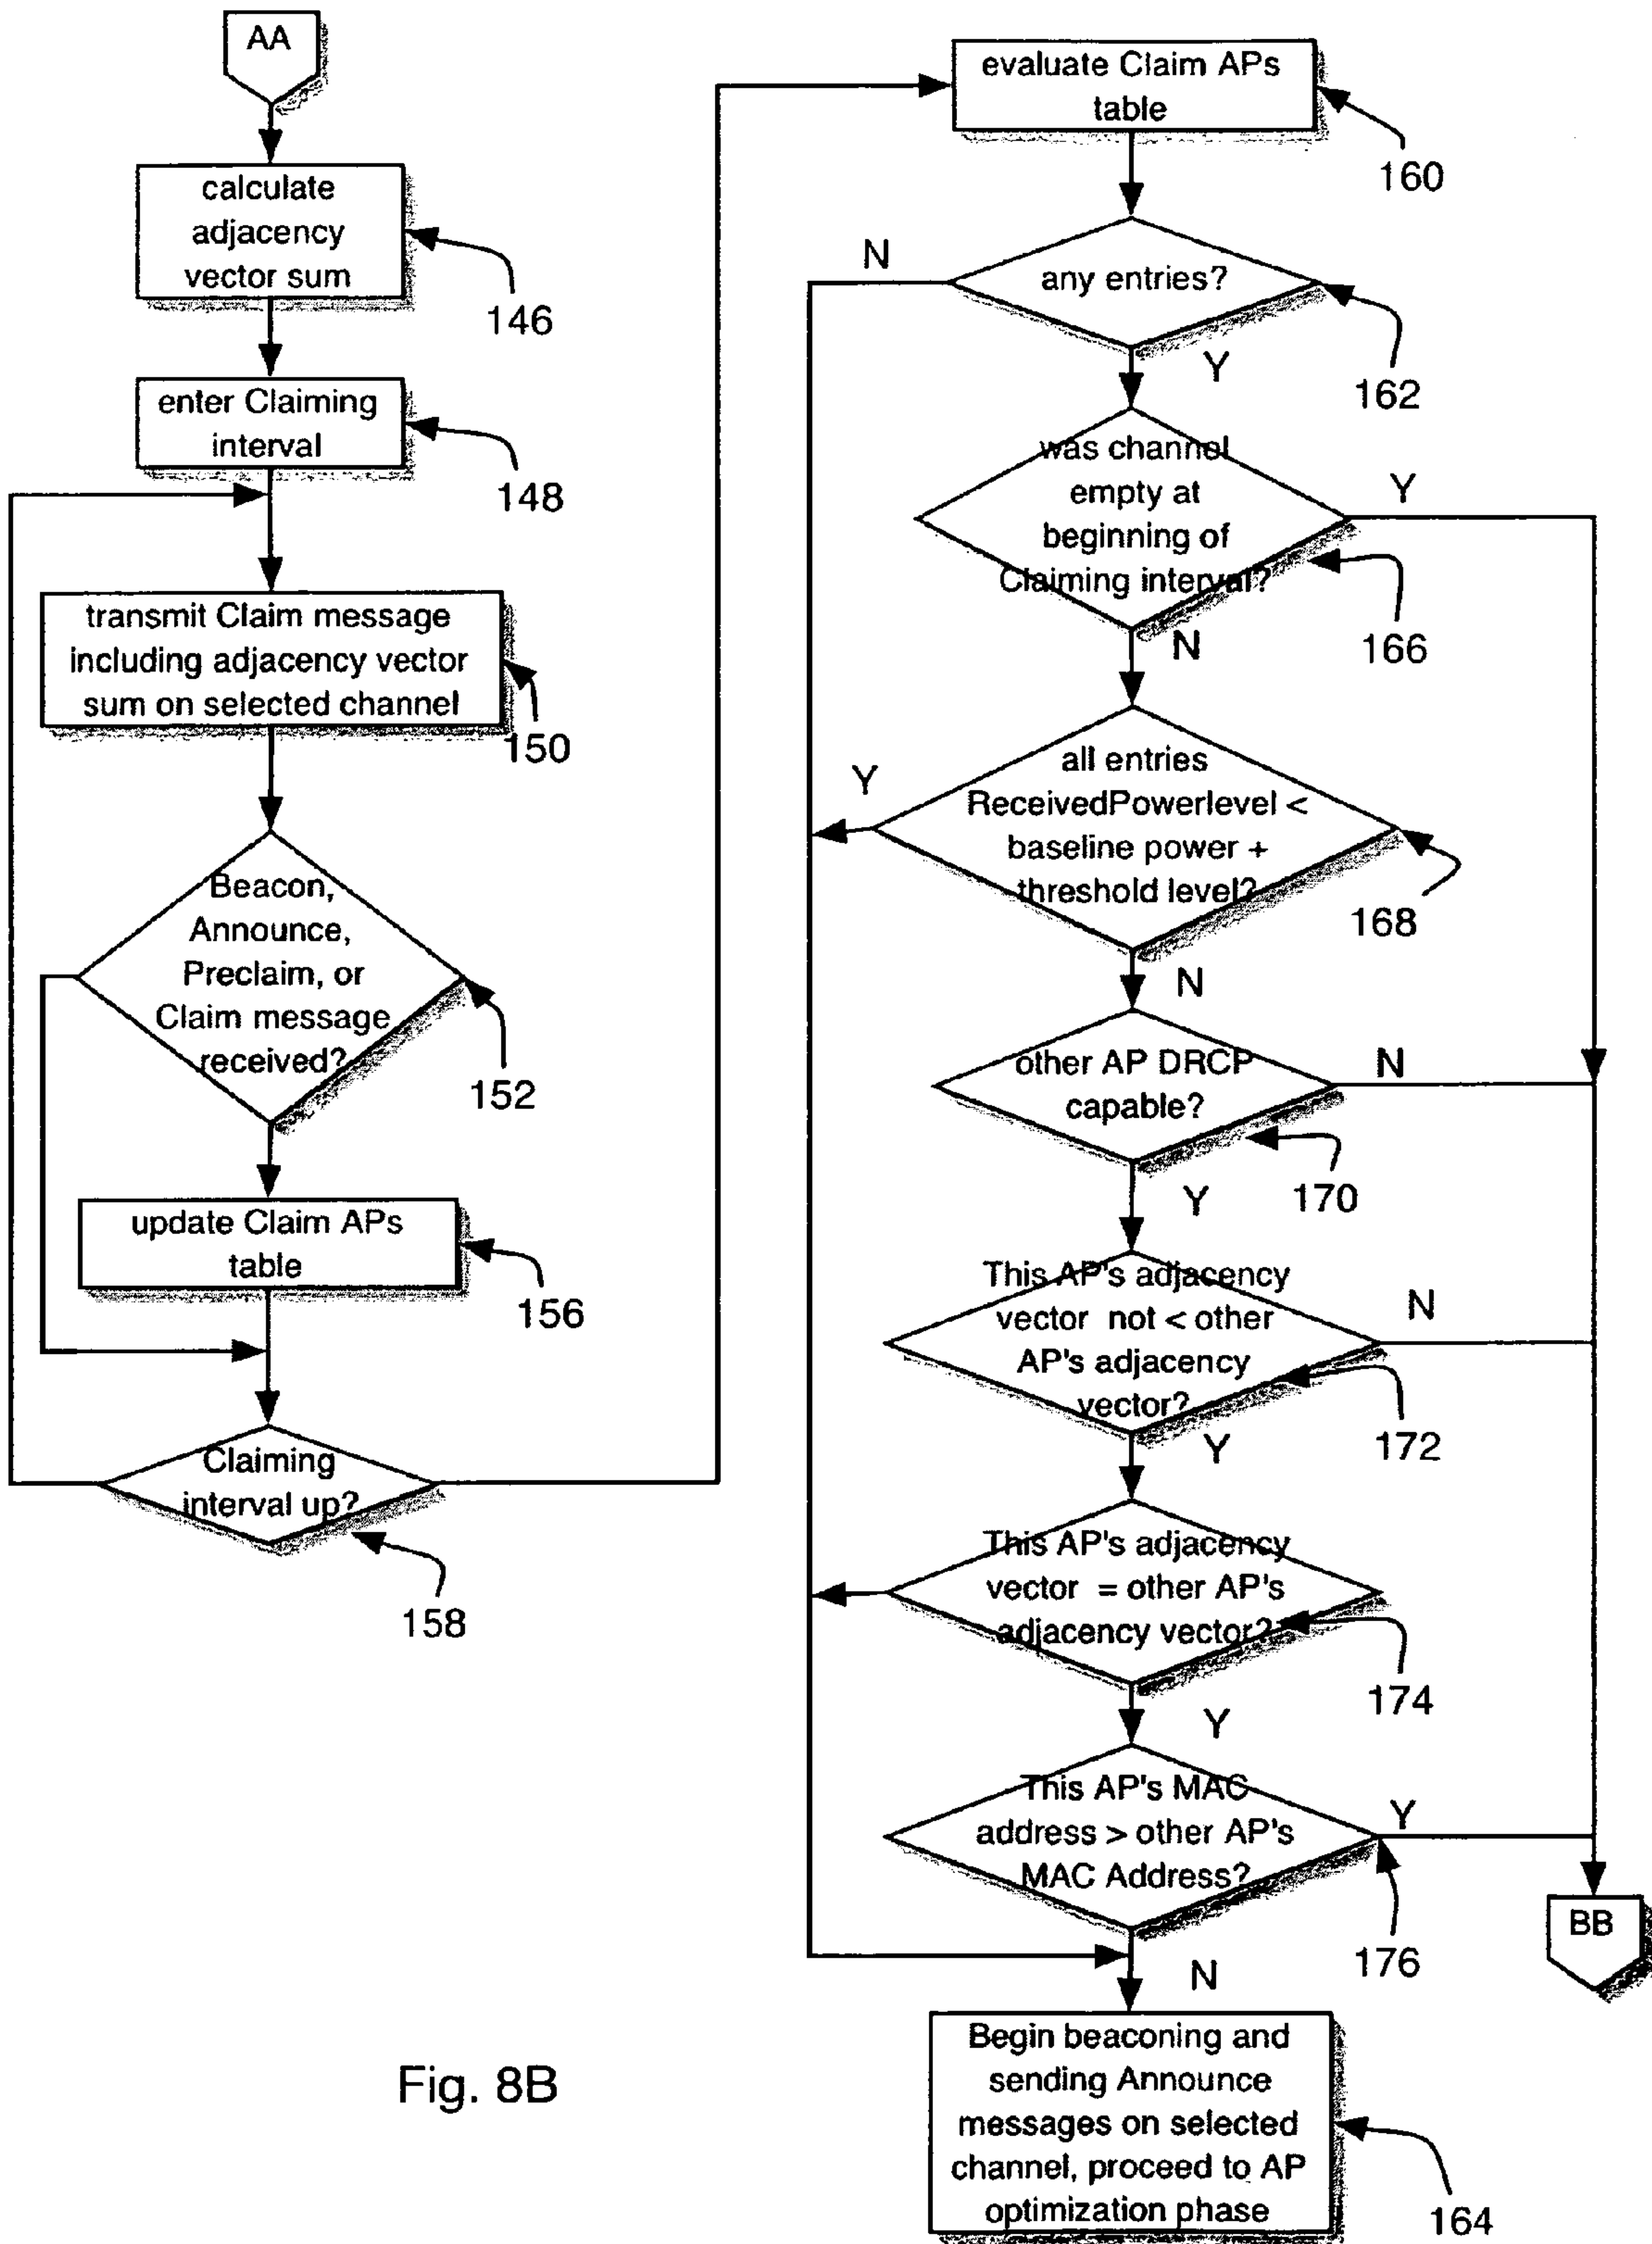 AA
calculate
adjacency
vector sum
146
enter Claiming
interval
148
transmit Claim message
including adjacency vector
sum on selected channel
150
Beacon,
Announce,
Preclaim, or
Claim message
received?
152
update Claim APs
table
156
Claiming
interval up?
158
evaluate Claim APs
table
160
N
any entries?
Y
162
was channel
empty at
beginning of
Claiming interval?
Y
N
166
all entries
ReceivedPowerlevel <
baseline power +
threshold level?
Y
168
N
other AP DRCP
capable?
N
170
Y
This AP's adjacency
vector not < other
AP's adjacency
vector?
N
172
Y
This AP's adjacency
vector = other AP's
adjacency vector?
174
Y
This AP's MAC
address > other AP's
MAC Address?
Y
BB
176
N
Begin beaconing and
sending Announce
messages on selected
channel, proceed to AP
optimization phase
164
Fig. 8B